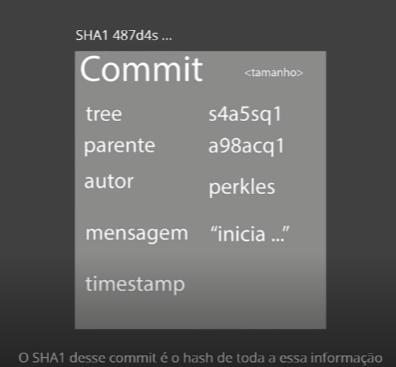 SHA1 487d4s ...
Commit <tamanho>
tree s4a5sq1
parente a98acq1
autor perkles
mensagem "inicia ..."
timestamp
O SHA1 desse commit é o hash de toda a essa informação